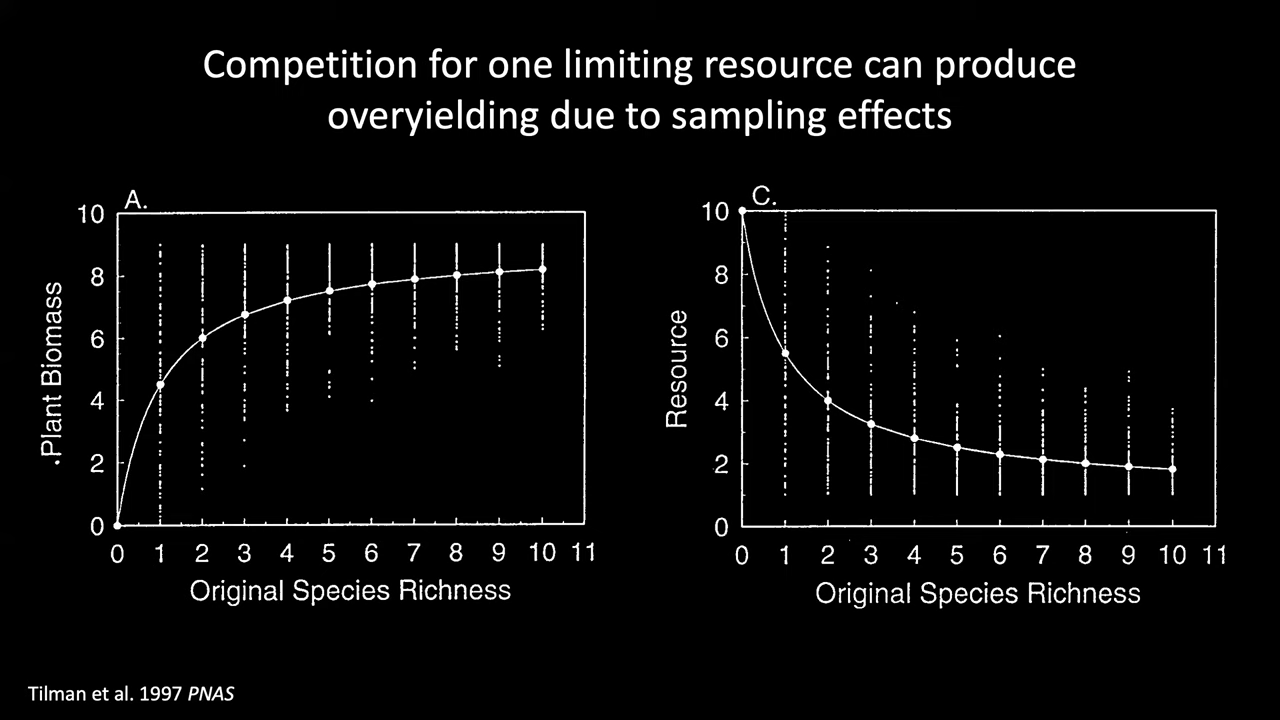 Competition for one limiting resource can produce
overyielding due to sampling effects
A.
10
8
6
4
2
0
.Plant Biomass
0 1 2 3 4 5 6 7 8 9 10 11
Original Species Richness
C.
10
8
6
4
2
0
Resource
0 1 2 3 4 5 6 7 8 9 10 11
Original Species Richness
Tilman et al. 1997 PNAS